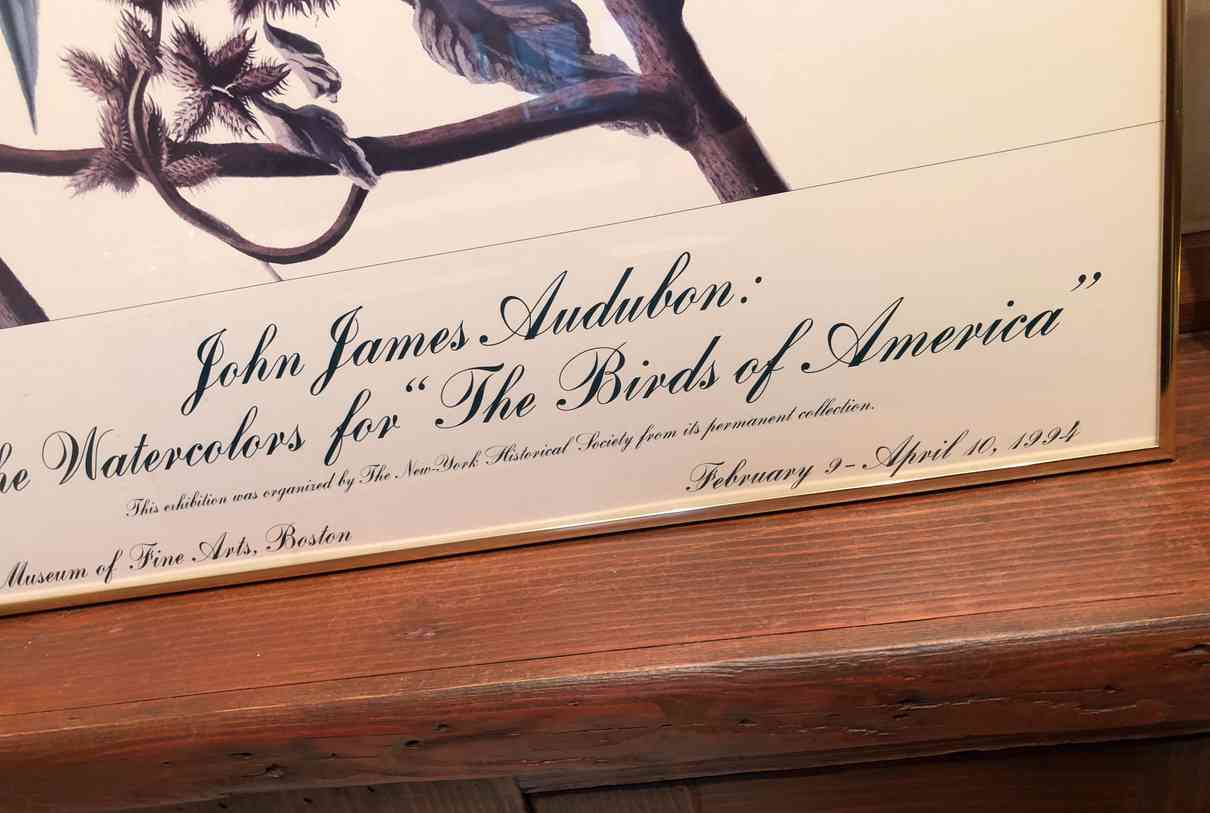 John James Audubon:
he Watercolors for “The Birds of America”
This exhibition was organized by The New-York Historical Society from its permanent collection.
February 9 - April 10, 1994
Museum of Fine Arts, Boston